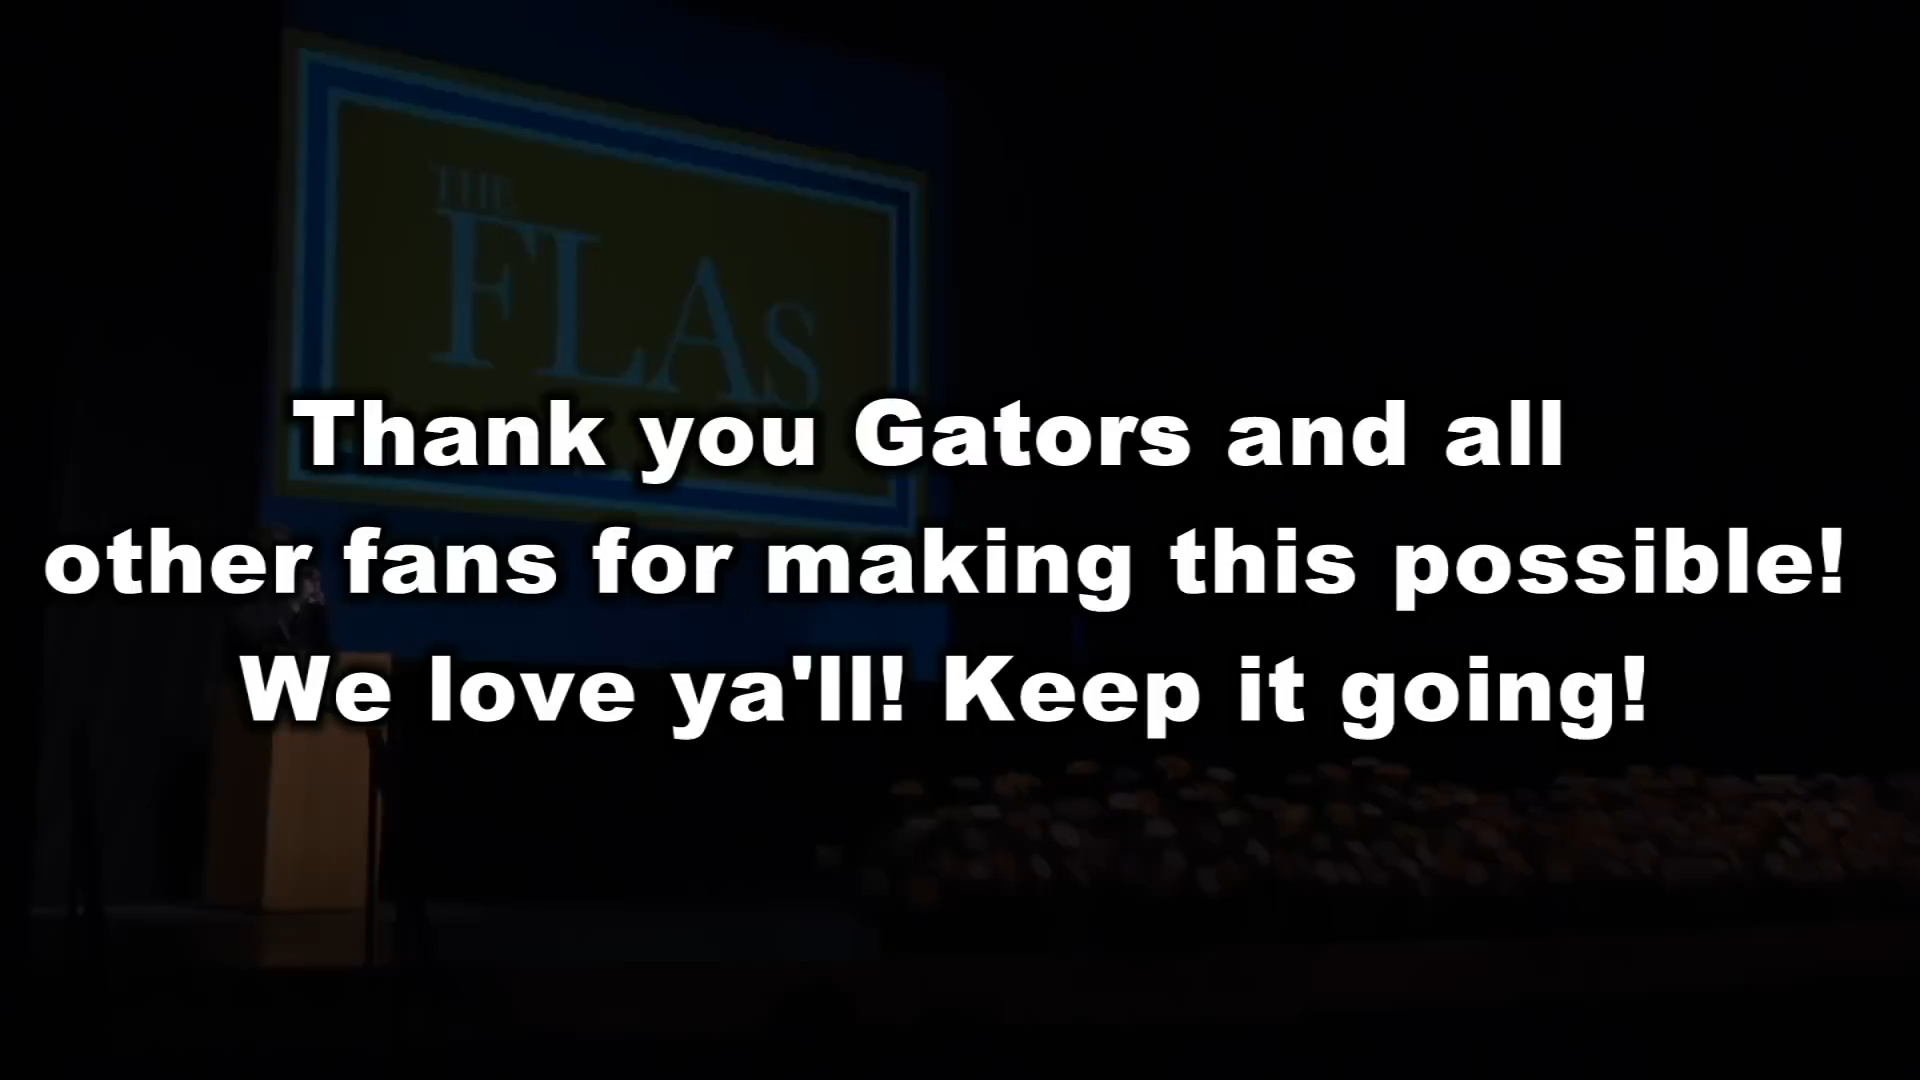 THE
FLAs
Thank you Gators and all
other fans for making this possible!
We love ya'll! Keep it going!